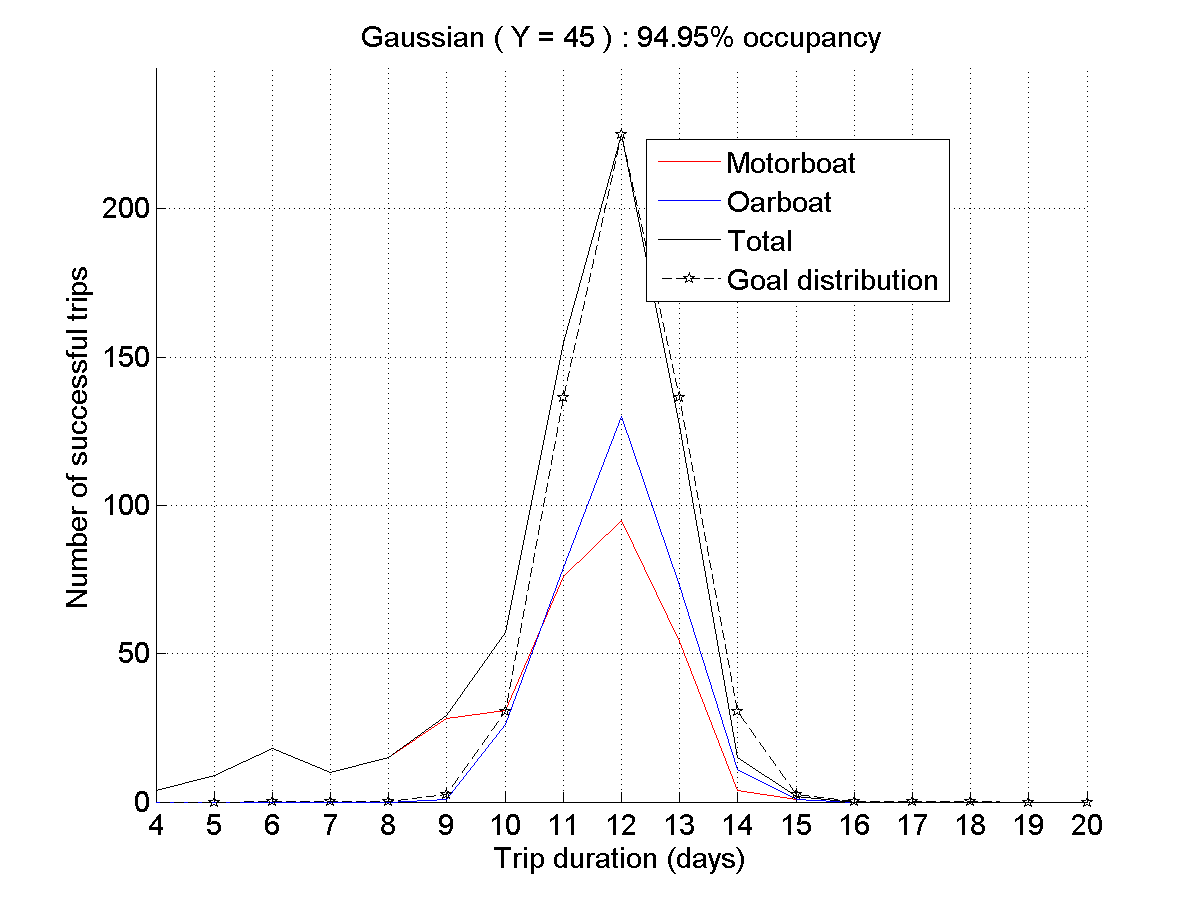 Gaussian ( Y = 45 ) : 94.95% occupancy
Motorboat
Oarboat
Total
Goal distribution
Number of successful trips
200
150
100
50
0
4 5 6 7 8 9 10 11 12 13 14 15 16 17 18 19 20
Trip duration (days)